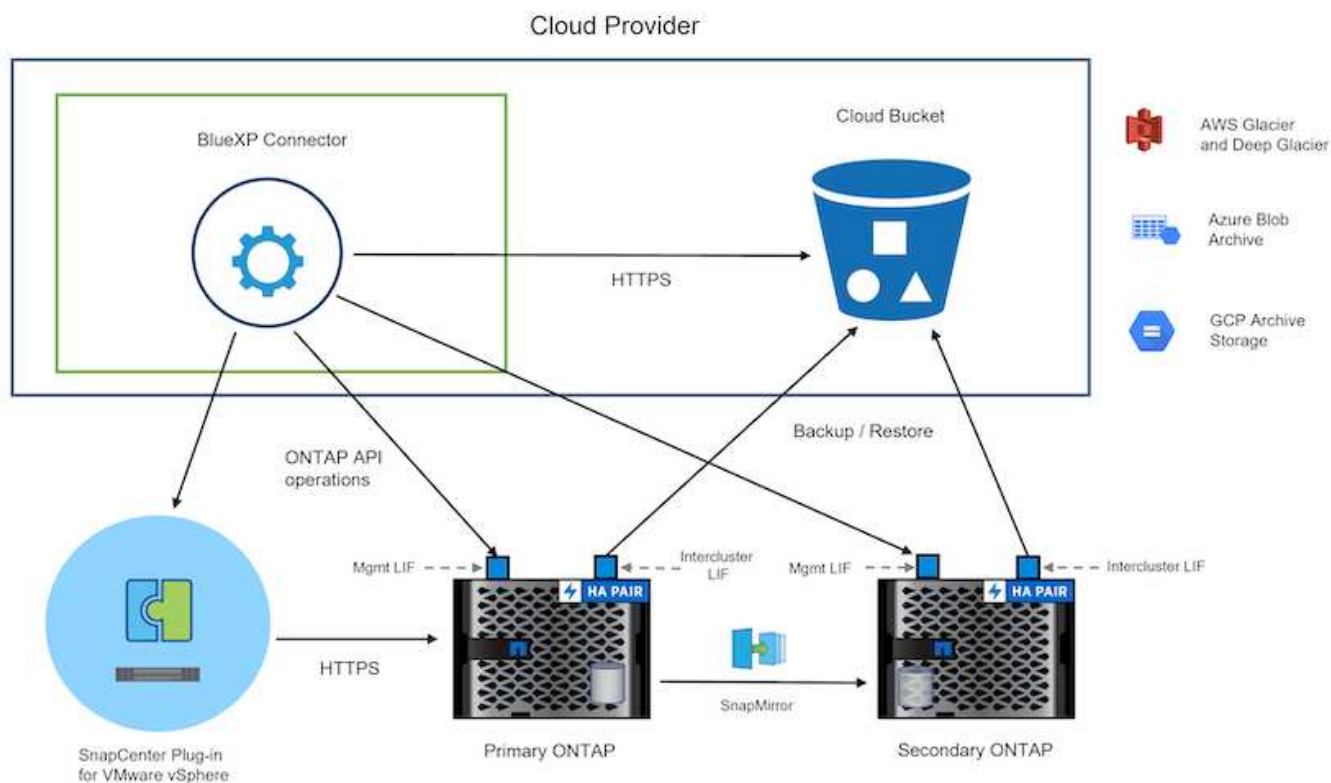 Cloud Provider
BlueXP Connector
Cloud Bucket
AWS Glacier
and Deep Glacier
HTTPS
Azure Blob
Archive
GCP Archive
Storage
Backup / Restore
ONTAP API
operations
Mgmt LIF
Intercluster
LIF
Mgmt LIF
Intercluster LIF
HA PAIR
HA PAIR
HTTPS
SnapMirror
SnapCenter Plug-in
for VMware vSphere
Primary ONTAP
Secondary ONTAP